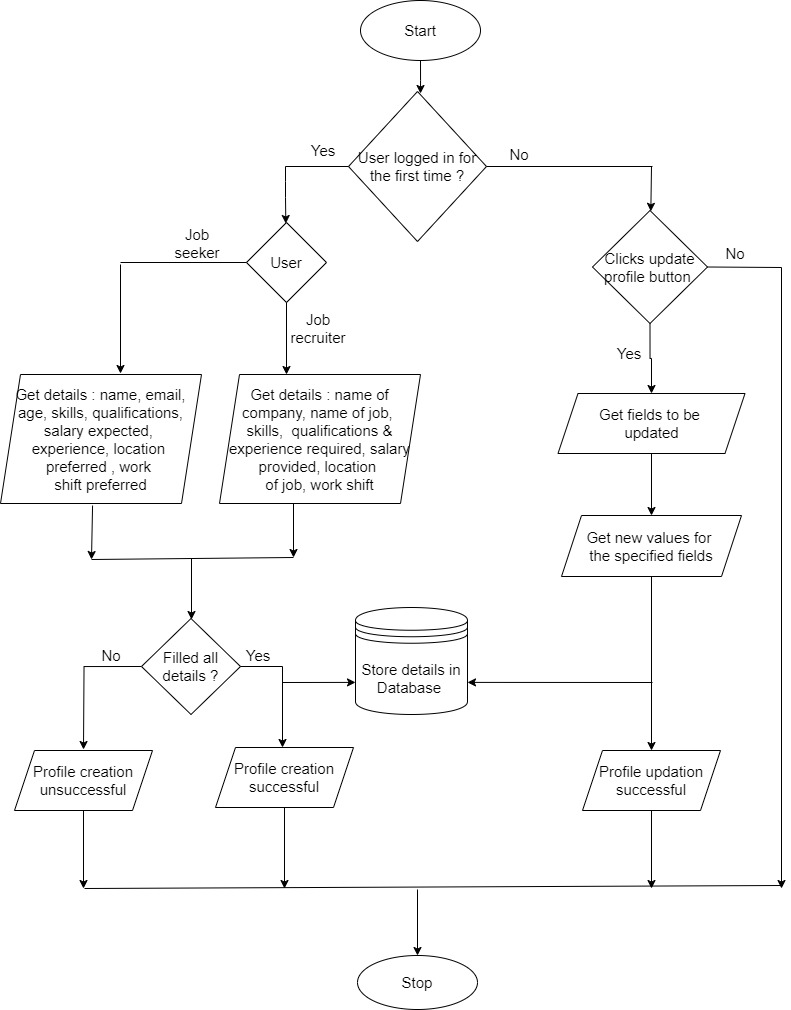 Start
User logged in for
the first time ?
Yes
No
Job
seeker
User
Clicks update
profile button
No
Job
recruiter
Yes
Get details : name, email,
age, skills, qualifications,
salary expected,
experience, location
preferred , work
shift preferred
Get details : name of
company, name of job,
skills,  qualifications &
experience required, salary
provided, location
of job, work shift
Get fields to be
updated
Get new values for
the specified fields
Filled all
details ?
No
Yes
Store details in
Database
Profile creation
unsuccessful
Profile creation
successful
Profile updation
successful
Stop